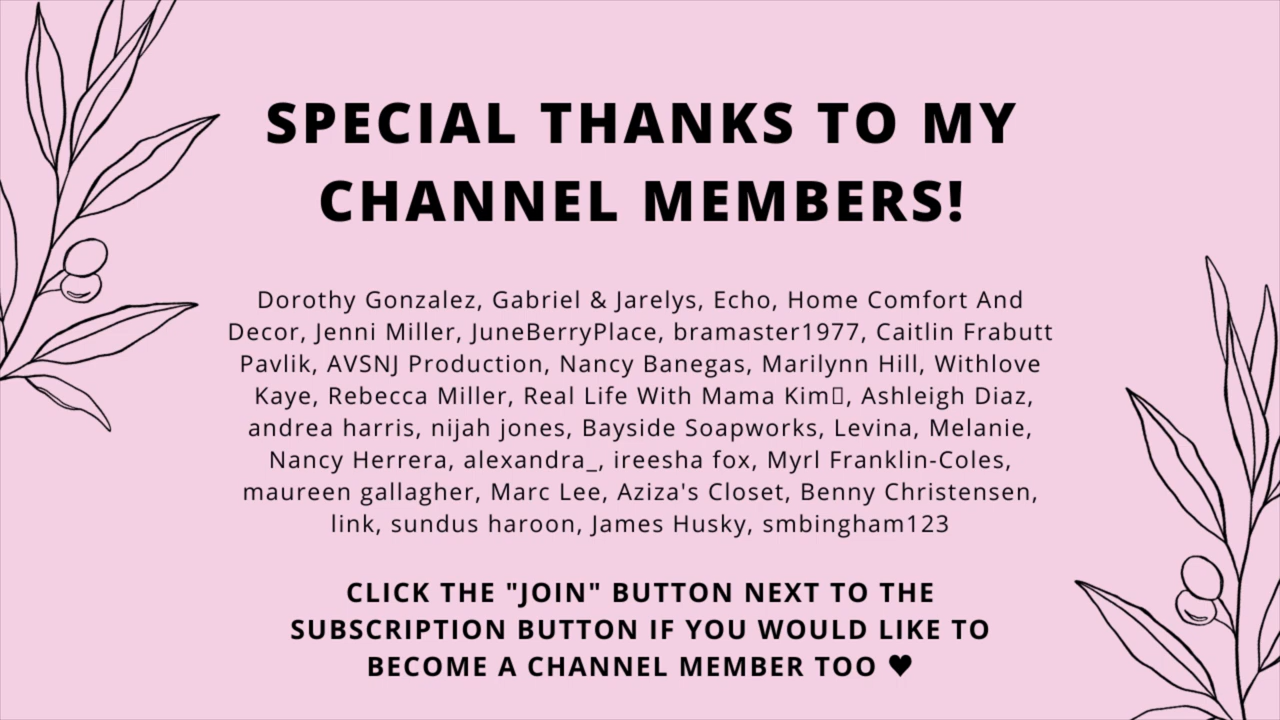 SPECIAL THANKS TO MY
CHANNEL MEMBERS!
Dorothy Gonzalez, Gabriel & Jarelys, Echo, Home Comfort And
Decor, Jenni Miller, JuneBerryPlace, bramaster1977, Caitlin Frabutt
Pavlik, AVSNJ Production, Nancy Banegas, Marilynn Hill, Withlove
Kaye, Rebecca Miller, Real Life With Mama Kim▯, Ashleigh Diaz,
andrea harris, nijah jones, Bayside Soapworks, Levina, Melanie,
Nancy Herrera, alexandra_, ireesha fox, Myrl Franklin-Coles,
maureen gallagher, Marc Lee, Aziza's Closet, Benny Christensen,
link, sundus haroon, James Husky, smbingham123
CLICK THE "JOIN" BUTTON NEXT TO THE
SUBSCRIPTION BUTTON IF YOU WOULD LIKE TO
BECOME A CHANNEL MEMBER TOO ♥